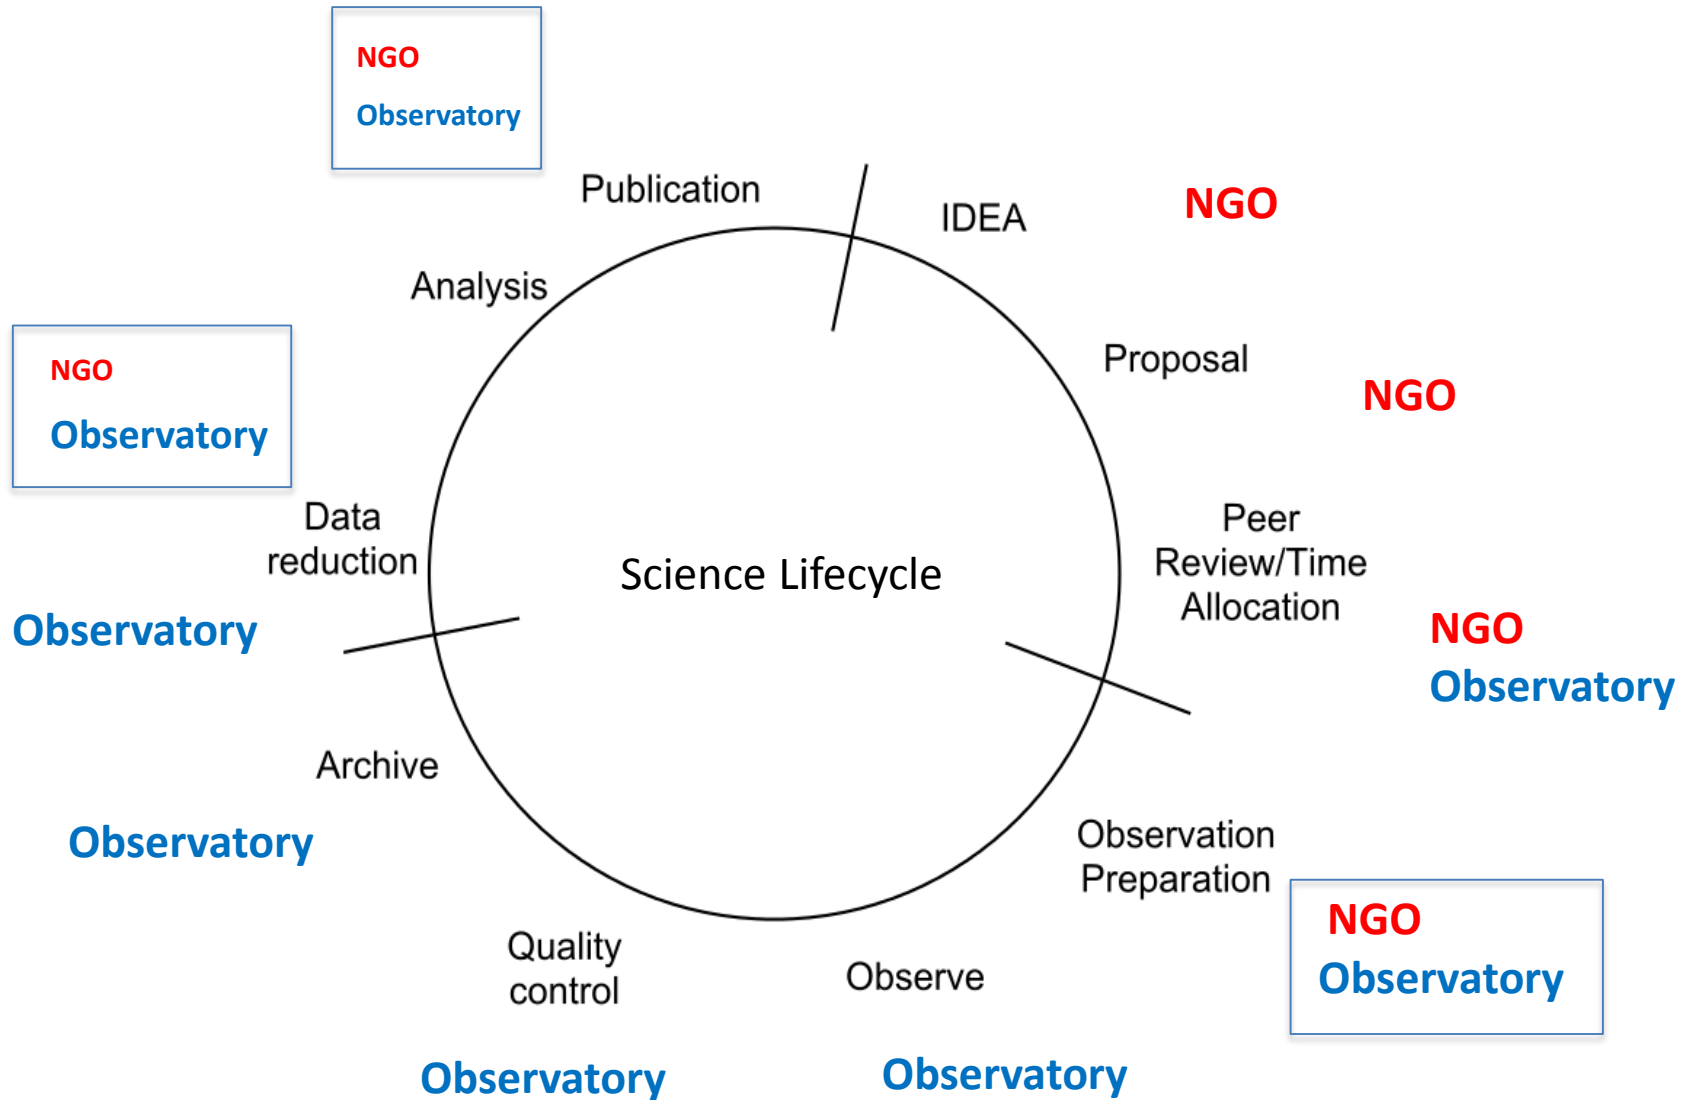 NGO
Observatory
Publication
IDEA
NGO
Analysis
Proposal
NGO
NGO
Observatory
Data
reduction
Science Lifecycle
Peer
Review/Time
Allocation
Observatory
NGO
Observatory
Archive
Observatory
Observation
Preparation
NGO
Observatory
Quality
control
Observe
Observatory
Observatory